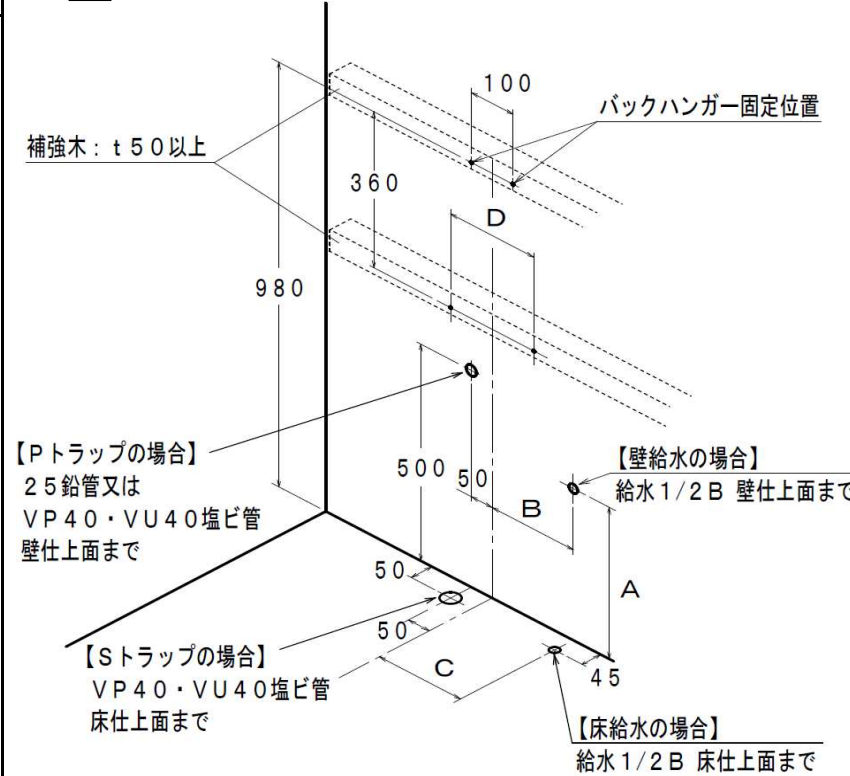 100
バックハンガー固定位置
補強木：ｔ５０以上
360
D
980
【Ｐトラップの場合】
２５鉛管又は
ＶＰ４０・ＶＵ４０塩ビ管
壁仕上面まで
500
50
B
【壁給水の場合】
給水１/２Ｂ 壁仕上面まで
A
50
50
C
45
【Ｓトラップの場合】
ＶＰ４０・ＶＵ４０塩ビ管
床仕上面まで
【床給水の場合】
給水１/２Ｂ 床仕上面まで